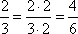 2/3 = 2·2/3·2 = 4/6